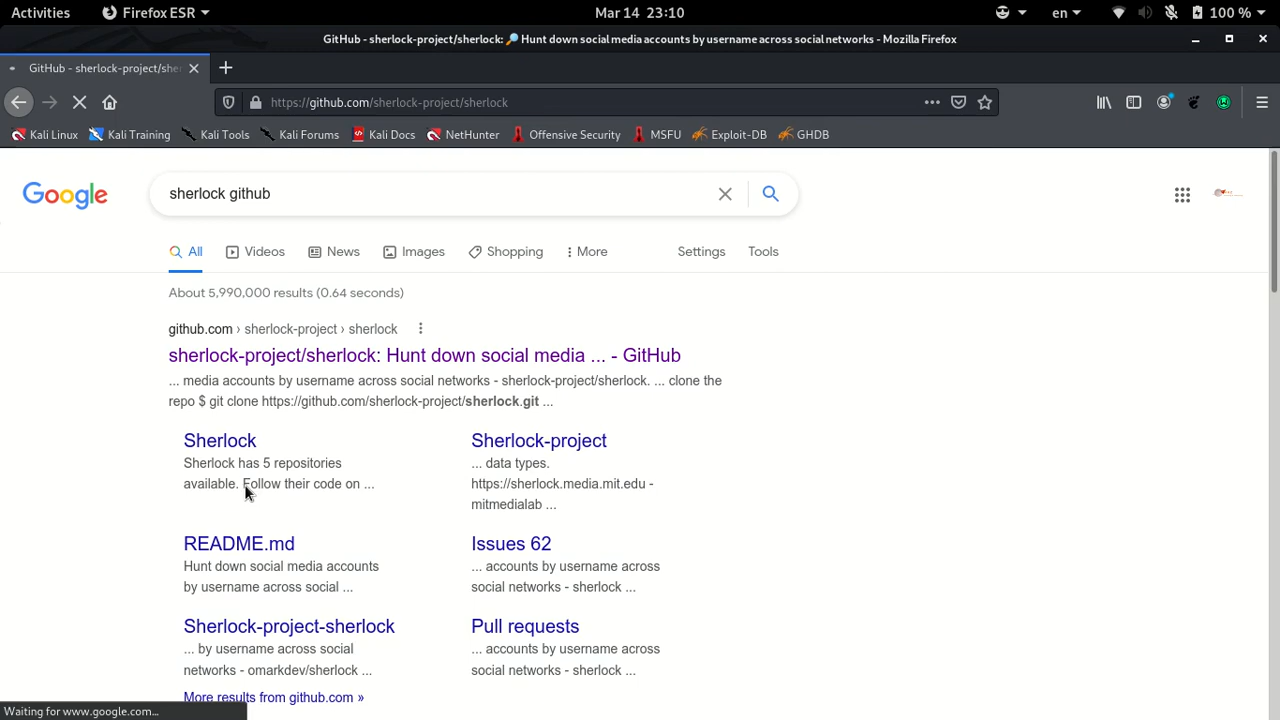 Activities Firefox ESR Mar 14 23:10 en 100 %
GitHub - sherlock-project/sherlock: 🔎 Hunt down social media accounts by username across social networks - Mozilla Firefox
GitHub - sherlock-project/sher
https://github.com/sherlock-project/sherlock
Kali Linux Kali Training Kali Tools Kali Forums Kali Docs NetHunter Offensive Security MSFU Exploit-DB GHDB
Google sherlock github
All Videos News Images Shopping More Settings Tools
About 5,990,000 results (0.64 seconds)
github.com › sherlock-project › sherlock
sherlock-project/sherlock: Hunt down social media ... - GitHub
... media accounts by username across social networks - sherlock-project/sherlock. ... clone the
repo $ git clone https://github.com/sherlock-project/sherlock.git ...
Sherlock
Sherlock has 5 repositories
available. Follow their code on ...
Sherlock-project
... data types.
https://sherlock.media.mit.edu -
mitmedialab ...
README.md
Hunt down social media accounts
by username across social ...
Issues 62
... accounts by username across
social networks - sherlock ...
Sherlock-project-sherlock
... by username across social
networks - omarkdev/sherlock ...
Pull requests
... accounts by username across
social networks - sherlock ...
More results from github.com »
Waiting for www.google.com...